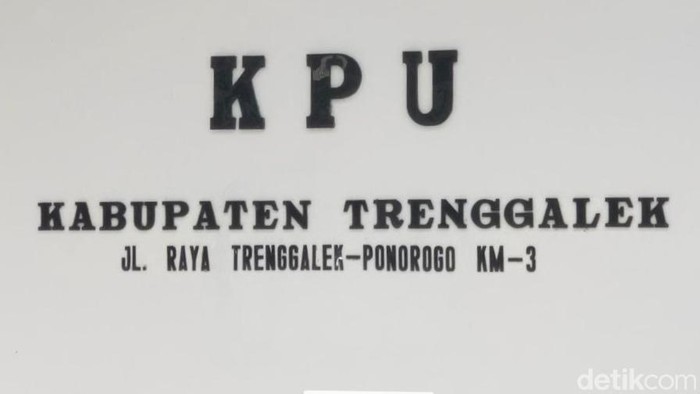 KPU
KABUPATEN TRENGGALEK
JL. RAYA TRENGGALEK-PONOROGO KM-3
detikcom